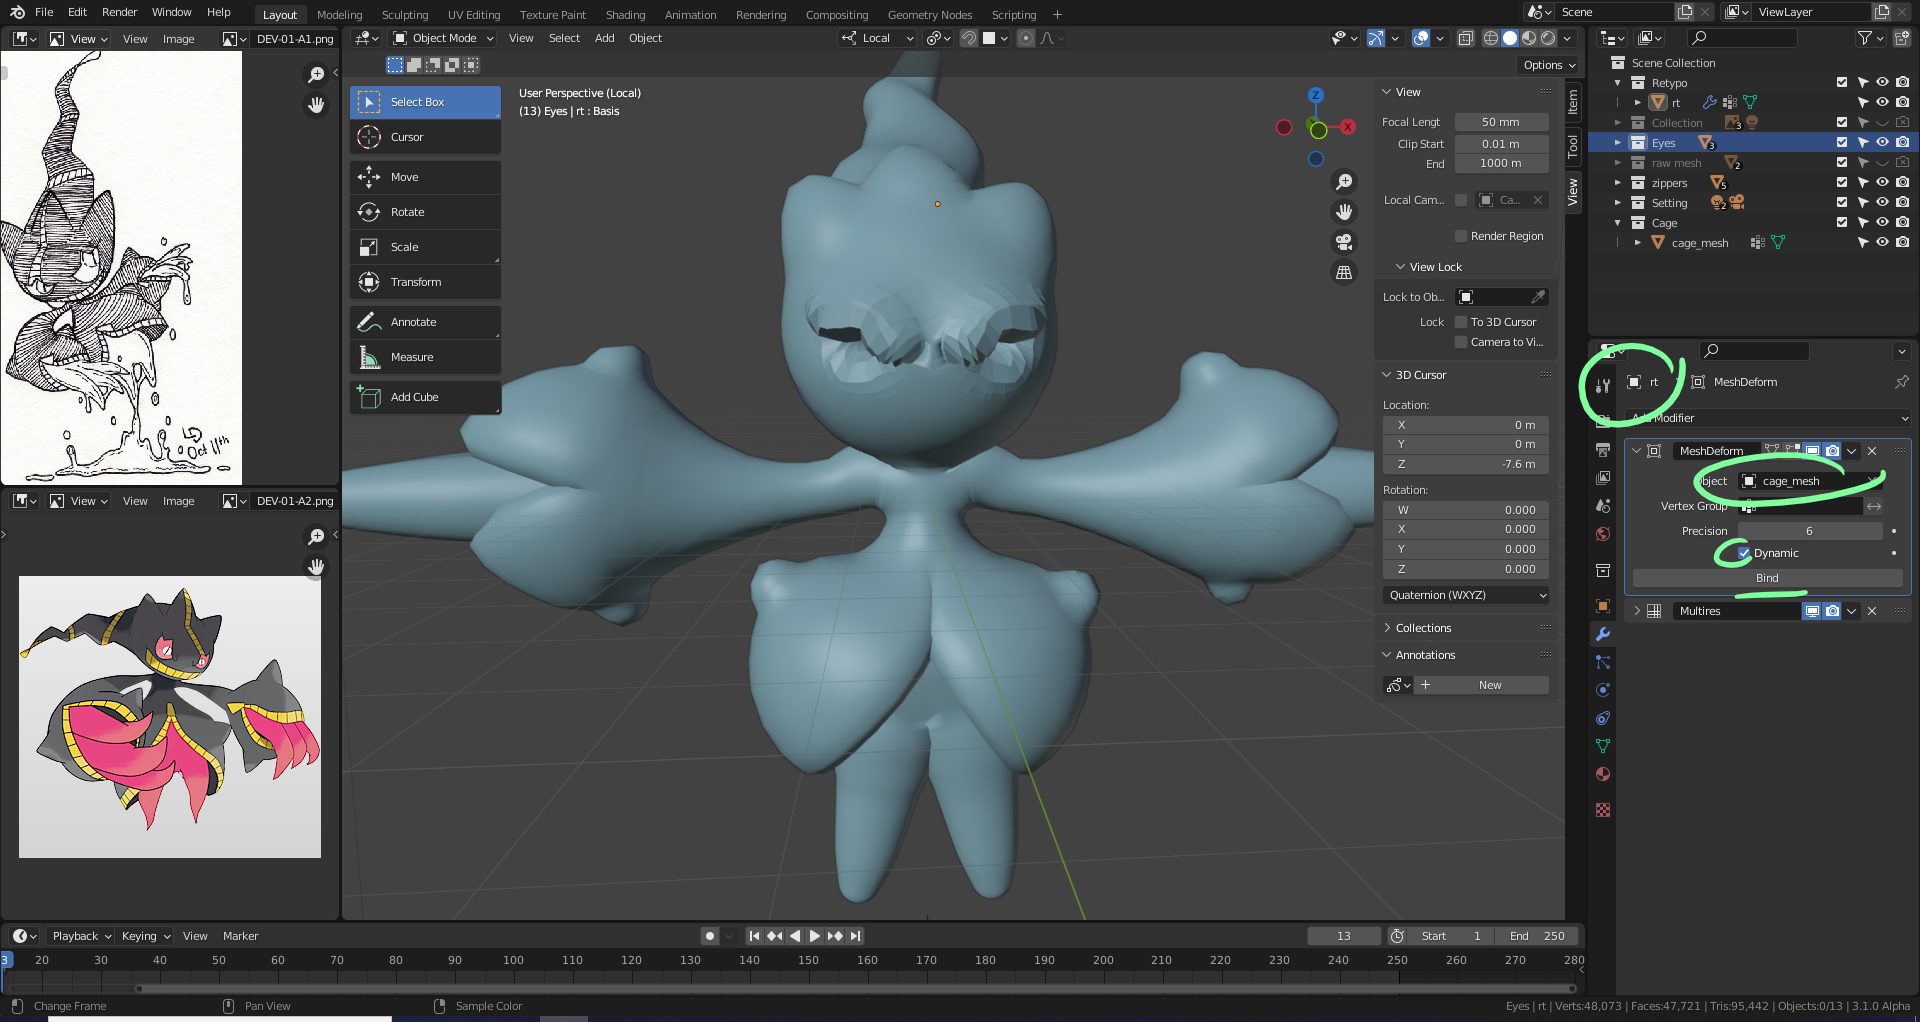 File Edit Render Window Help
Layout Modeling Sculpting UV Editing Texture Paint Shading Animation Rendering Compositing Geometry Nodes Scripting +
Scene
ViewLayer
View View Image DEV-01-A1.png
Oct 11th
View View Image DEV-01-A2.png
Object Mode View Select Add Object Local
Options
Select Box
Cursor
Move
Rotate
Scale
Transform
Annotate
Measure
Add Cube
User Perspective (Local)
(13) Eyes | rt : Basis
Z
X
View
Focal Lengt 50 mm
Clip Start 0.01 m
End 1000 m
Local Cam... Ca...
Render Region
View Lock
Lock to Ob...
Lock To 3D Cursor
Camera to Vi...
3D Cursor
Location:
X 0 m
Y 0 m
Z -7.6 m
Rotation:
W 0.000
X 0.000
Y 0.000
Z 0.000
Quaternion (WXYZ)
Collections
Annotations
New
Item
Tool
View
Scene Collection
Retypo
rt
Collection 3
Eyes 3
raw mesh 2
zippers 5
Setting 2
Cage
cage_mesh
rt MeshDeform
Modifier
MeshDeform
Object cage_mesh
Vertex Group
Precision 6
Dynamic
Bind
Multires
Playback Keying View Marker
13 Start 1 End 250
3 20 30 40 50 60 70 80 90 100 110 120 130 140 150 160 170 180 190 200 210 220 230 240 250 260 270 280
Change Frame Pan View Sample Color
Eyes | rt | Verts:48,073 | Faces:47,721 | Tris:95,442 | Objects:0/13 | 3.1.0 Alpha